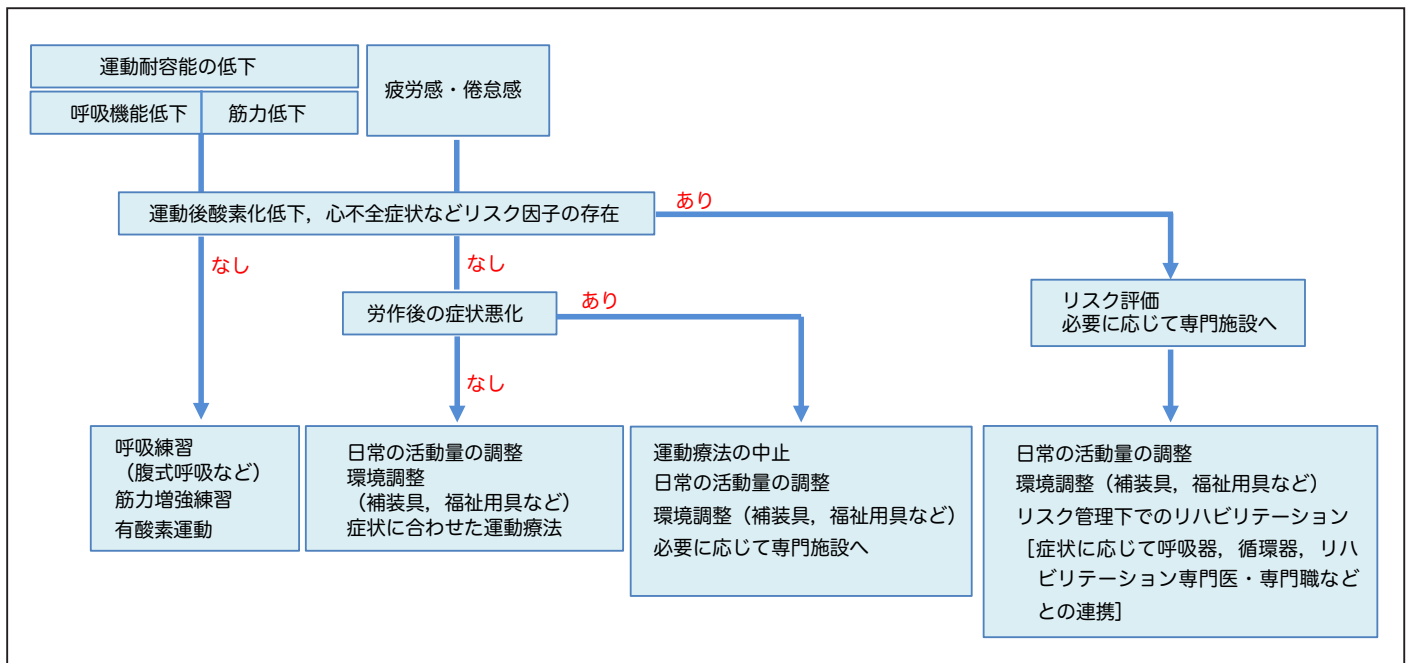 運動耐容能の低下
呼吸機能低下
筋力低下
疲労感・倦怠感
運動後酸素化低下，心不全症状などリスク因子の存在
あり
なし
なし
労作後の症状悪化
あり
なし
リスク評価
必要に応じて専門施設へ
呼吸練習
（腹式呼吸など）
筋力増強練習
有酸素運動
日常の活動量の調整
環境調整
（補装具，福祉用具など）
症状に合わせた運動療法
運動療法の中止
日常の活動量の調整
環境調整（補装具，福祉用具など）
必要に応じて専門施設へ
日常の活動量の調整
環境調整（補装具，福祉用具など）
リスク管理下でのリハビリテーション
［症状に応じて呼吸器，循環器，リハ
ビリテーション専門医・専門職など
との連携］